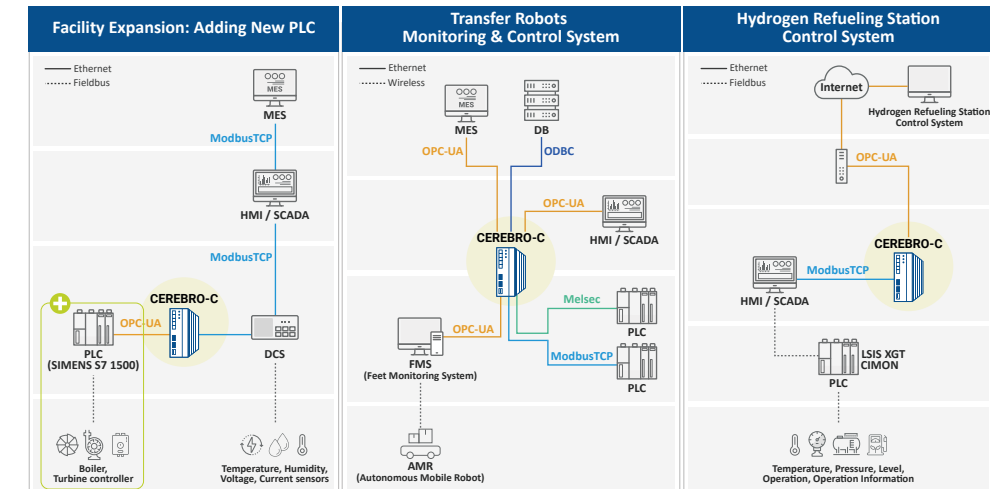 Facility Expansion: Adding New PLC
Ethernet
Fieldbus
MES
MES
ModbusTCP
HMI / SCADA
ModbusTCP
CEREBRO-C
OPC-UA
PLC
(SIMENS S7 1500)
DCS
Boiler,
Turbine controller
Temperature, Humidity,
Voltage, Current sensors
Transfer Robots
Monitoring & Control System
Ethernet
Wireless
MES
MES
DB
OPC-UA
ODBC
OPC-UA
HMI / SCADA
CEREBRO-C
Melsec
PLC
OPC-UA
FMS
(Feet Monitoring System)
ModbusTCP
PLC
AMR
(Autonomous Mobile Robot)
Hydrogen Refueling Station
Control System
Ethernet
Fieldbus
Internet
Hydrogen Refueling Station
Control System
OPC-UA
CEREBRO-C
ModbusTCP
HMI / SCADA
LSIS XGT
CIMON
PLC
Temperature, Pressure, Level,
Operation, Operation Information